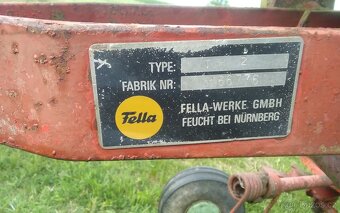 TYPE:
FABRIK NR:
Fella
FELLA-WERKE GMBH
FEUCHT BEI NÜRNBERG